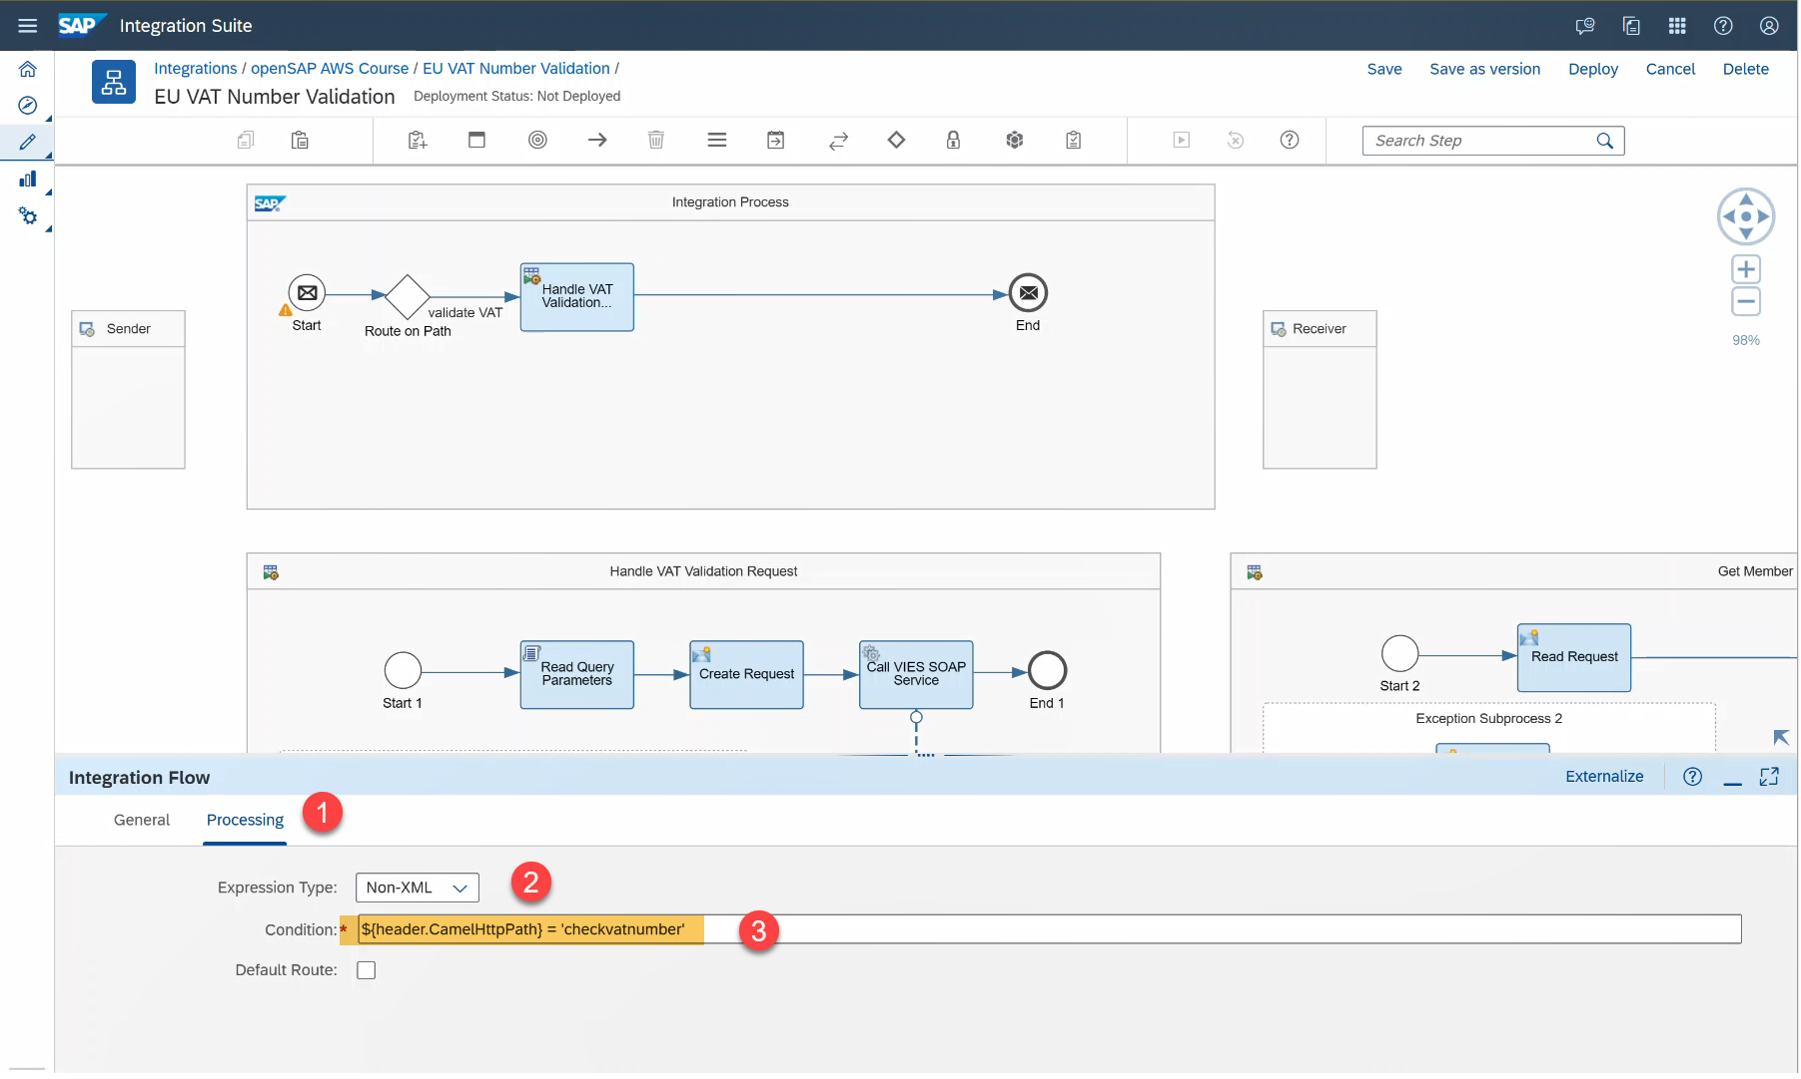 SAP Integration Suite
Integrations / openSAP AWS Course / EU VAT Number Validation /
EU VAT Number Validation Deployment Status: Not Deployed
Save Save as version Deploy Cancel Delete
Search Step
SAP Integration Process
Start
Route on Path
validate VAT
Handle VAT
Validation...
End
Sender
Receiver
98%
Handle VAT Validation Request
Start 1
Read Query
Parameters
Create Request
Call VIES SOAP
Service
End 1
Get Member
Start 2
Read Request
Exception Subprocess 2
Integration Flow
Externalize
General Processing 1
Expression Type: Non-XML 2
Condition:* ${header.CamelHttpPath} = 'checkvatnumber' 3
Default Route: